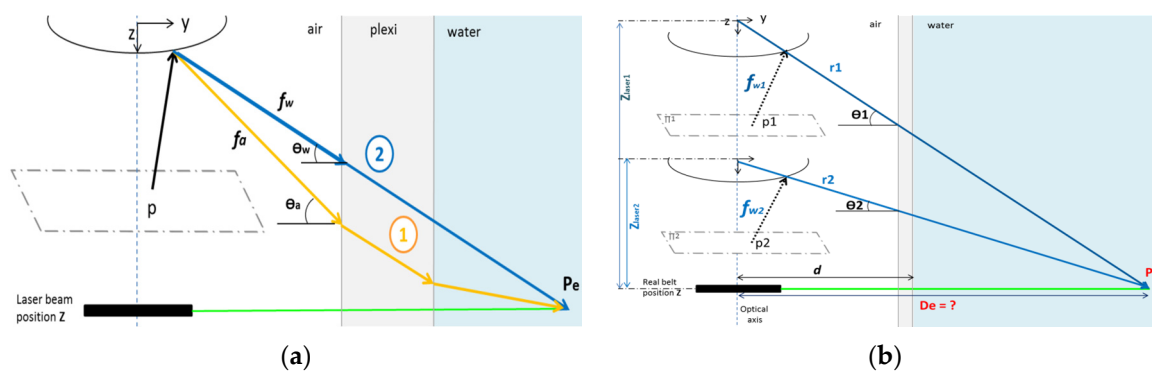 z
y
air
plexi
water
fw
fa
Θw
2
Θa
p
1
Pe
Laser beam
position Z
(a)
z
y
air
water
Zlaser1
fw1
r1
Θ1
Π1
p1
Zlaser2
fw2
r2
Θ2
Π2
p2
d
P
Real belt
position Z
Optical
axis
De = ?
(b)